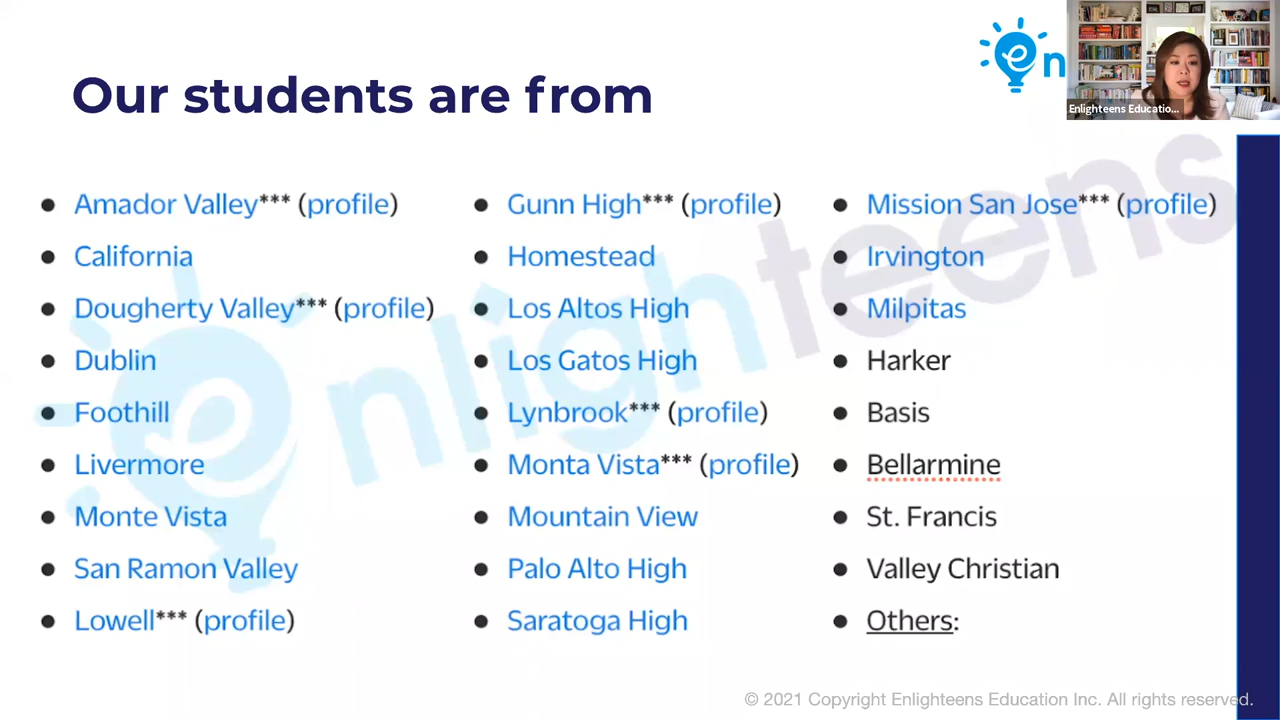 Our students are from
en
Enlighteens Educatio...
Amador Valley*** (profile)
California
Dougherty Valley*** (profile)
Dublin
Foothill
Livermore
Monte Vista
San Ramon Valley
Lowell*** (profile)
Gunn High*** (profile)
Homestead
Los Altos High
Los Gatos High
Lynbrook*** (profile)
Monta Vista*** (profile)
Mountain View
Palo Alto High
Saratoga High
Mission San Jose*** (profile)
Irvington
Milpitas
Harker
Basis
Bellarmine
St. Francis
Valley Christian
Others:
enlighteens
© 2021 Copyright Enlighteens Education Inc. All rights reserved.